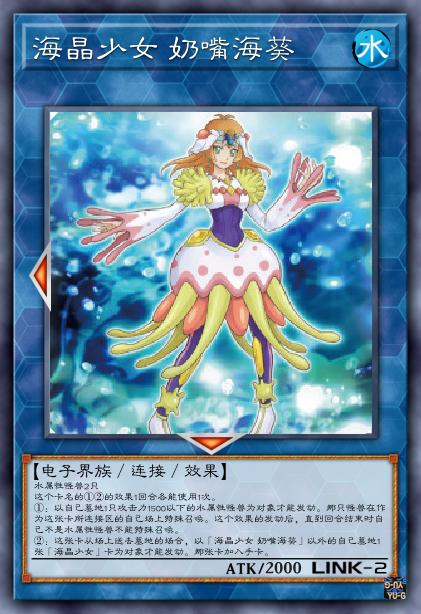 海晶少女 奶嘴海葵
水
【电子界族／连接／效果】
水属性怪兽2只
这个卡名的①②的效果1回合各能使用1次。
①：以自己墓地1只攻击力1500以下的水属性怪兽为对象才能发动。那只怪兽在作
为这张卡所连接区的自己场上特殊召唤。这个效果的发动后，直到回合结束时自
己不是水属性怪兽不能特殊召唤。
②：这张卡从场上送去墓地的场合，以「海晶少女 奶嘴海葵」以外的自己墓地1
张「海晶少女」卡为对象才能发动。那张卡加入手卡。
ATK/2000 LINK-2